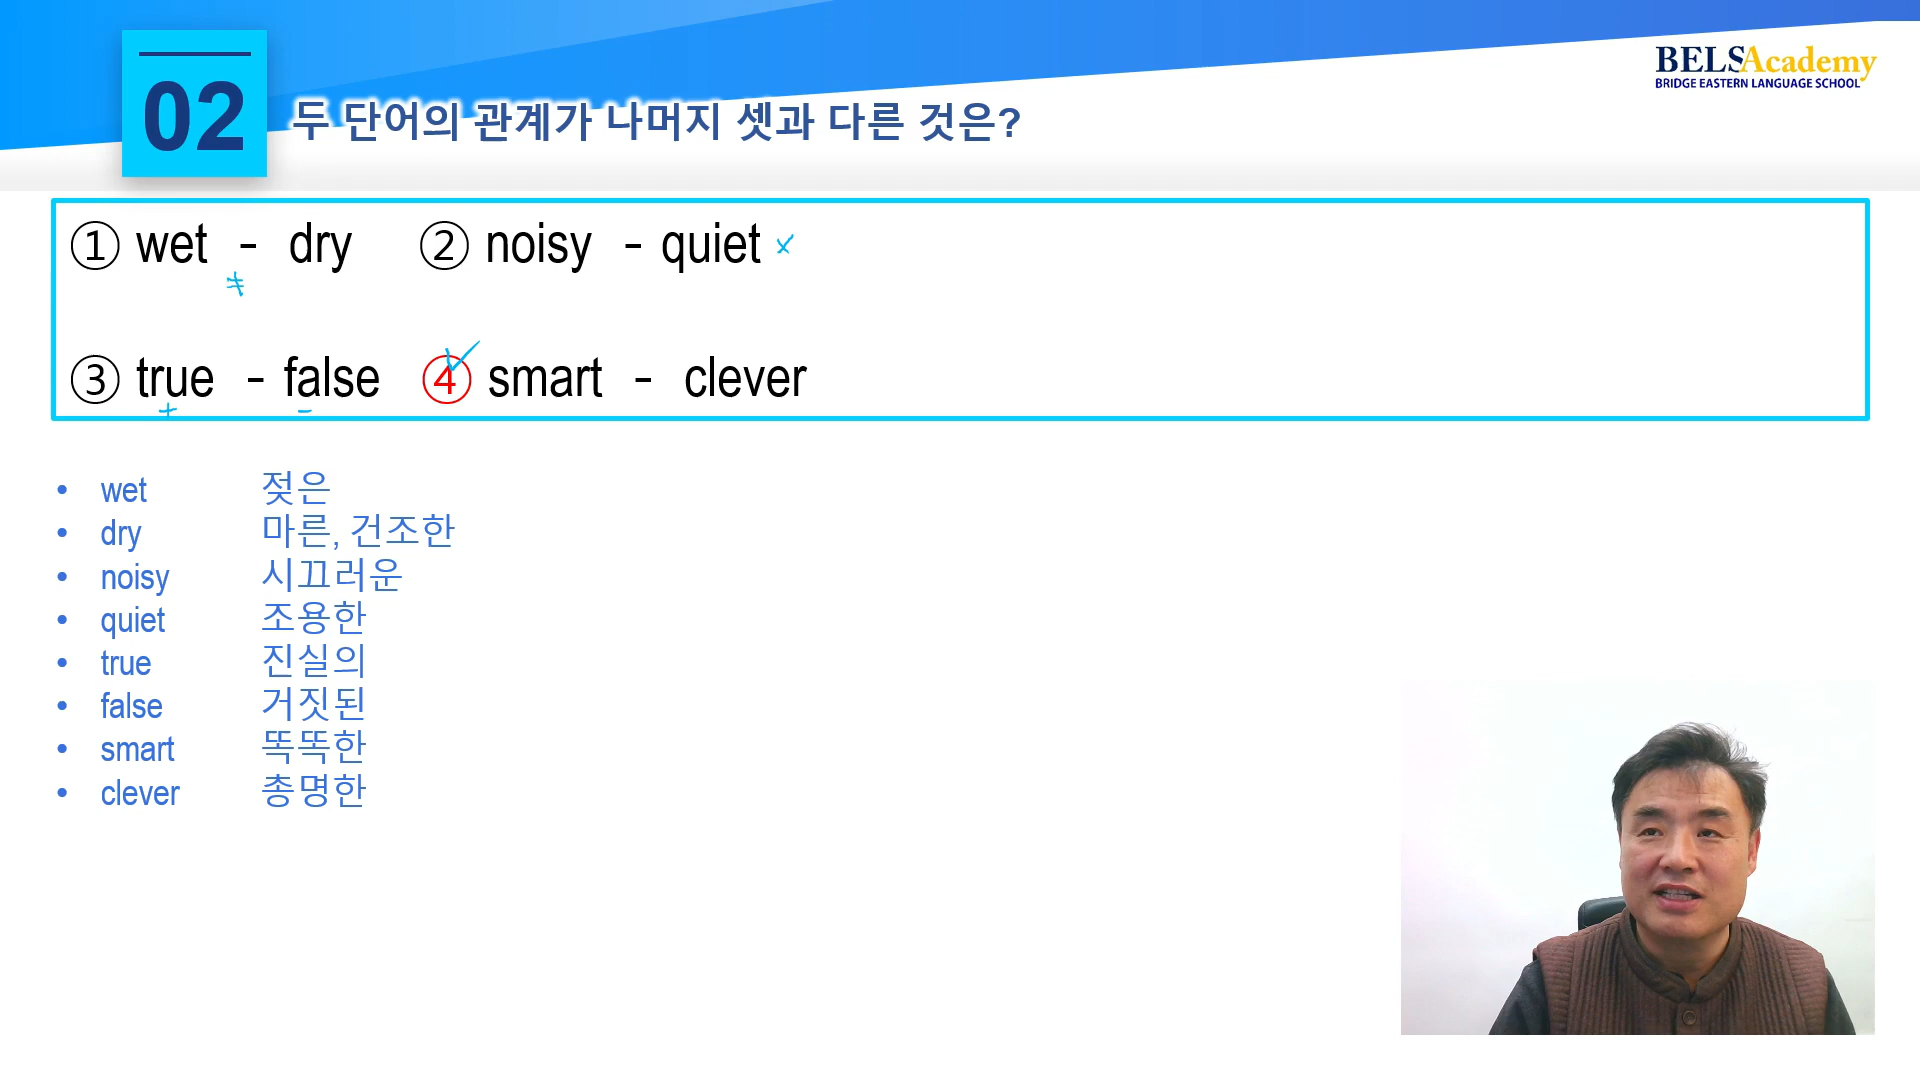 BELSAcademy
BRIDGE EASTERN LANGUAGE SCHOOL
02 두 단어의 관계가 나머지 셋과 다른 것은?
① wet - dry ② noisy - quiet ×
③ true - false ④ smart - clever
• wet 젖은
• dry 마른, 건조한
• noisy 시끄러운
• quiet 조용한
• true 진실의
• false 거짓된
• smart 똑똑한
• clever 총명한